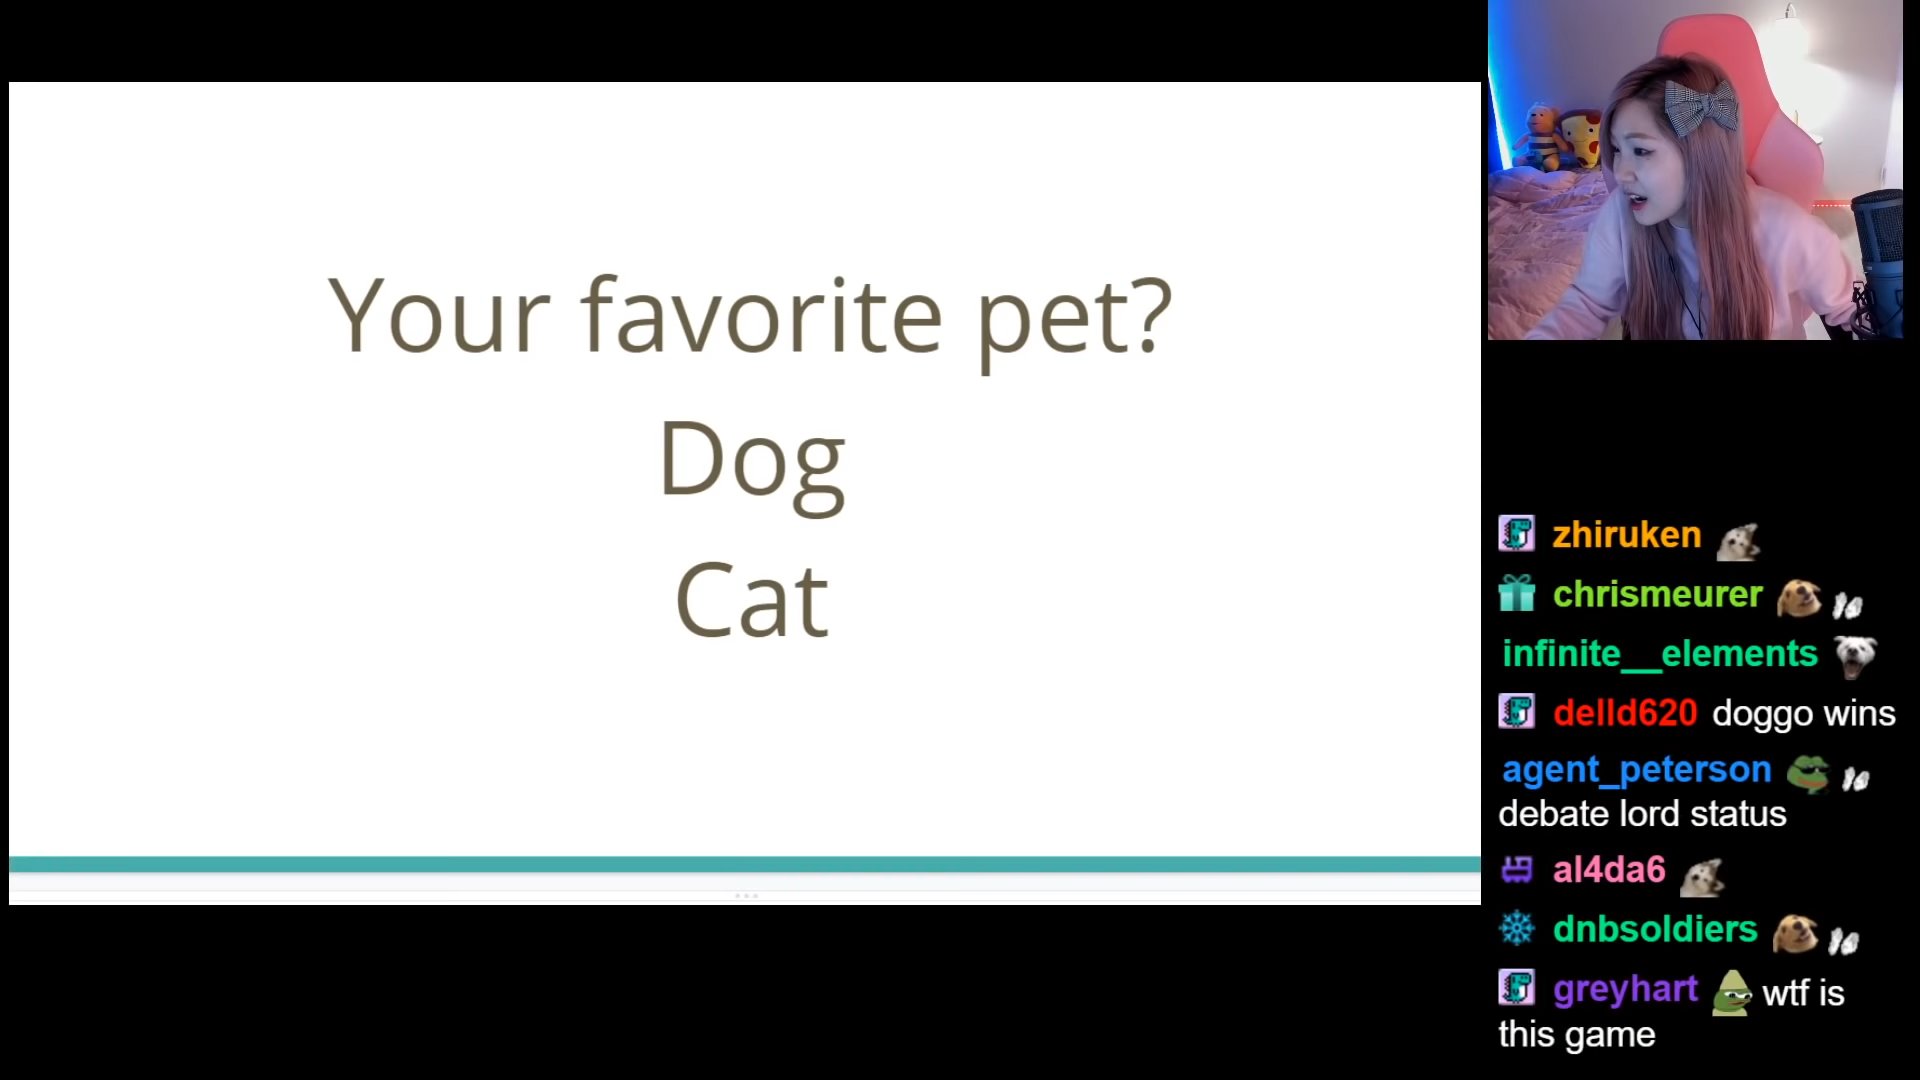 Your favorite pet?
Dog
Cat
zhiruken
chrismeurer
infinite__elements
delld620 doggo wins
agent_peterson
debate lord status
al4da6
dnbsoldiers
greyhart wtf is
this game